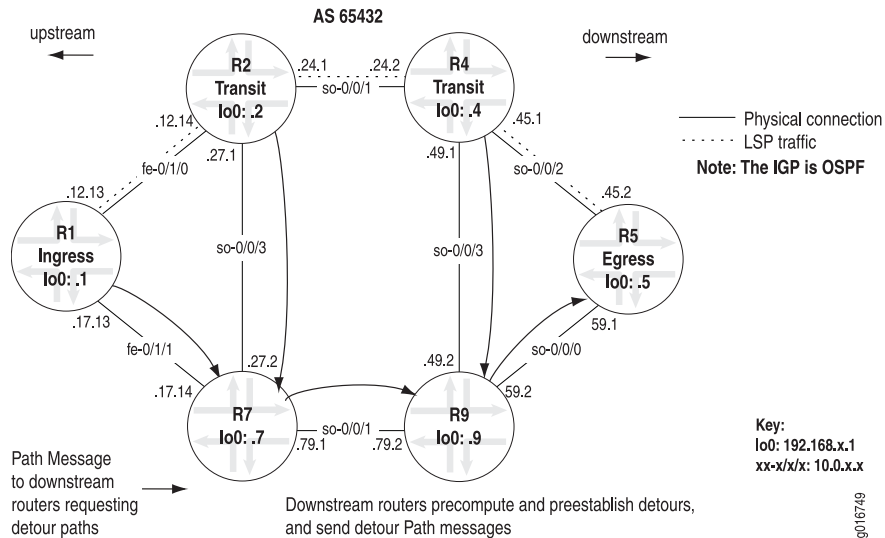 AS 65432
upstream
downstream
R2
Transit
lo0: .2
.24.1
.24.2
so-0/0/1
R4
Transit
lo0: .4
.12.14
.27.1
.49.1
.45.1
Physical connection
LSP traffic
Note: The IGP is OSPF
fe-0/1/0
so-0/0/2
.12.13
.45.2
R1
Ingress
lo0: .1
so-0/0/3
so-0/0/3
R5
Egress
lo0: .5
.17.13
59.1
fe-0/1/1
so-0/0/0
.27.2
.49.2
.17.14
59.2
R7
lo0: .7
so-0/0/1
.79.1
.79.2
R9
lo0: .9
Key:
lo0: 192.168.x.1
xx-x/x/x: 10.0.x.x
Path Message
to downstream
routers requesting
detour paths
Downstream routers precompute and preestablish detours,
and send detour Path messages
g016749